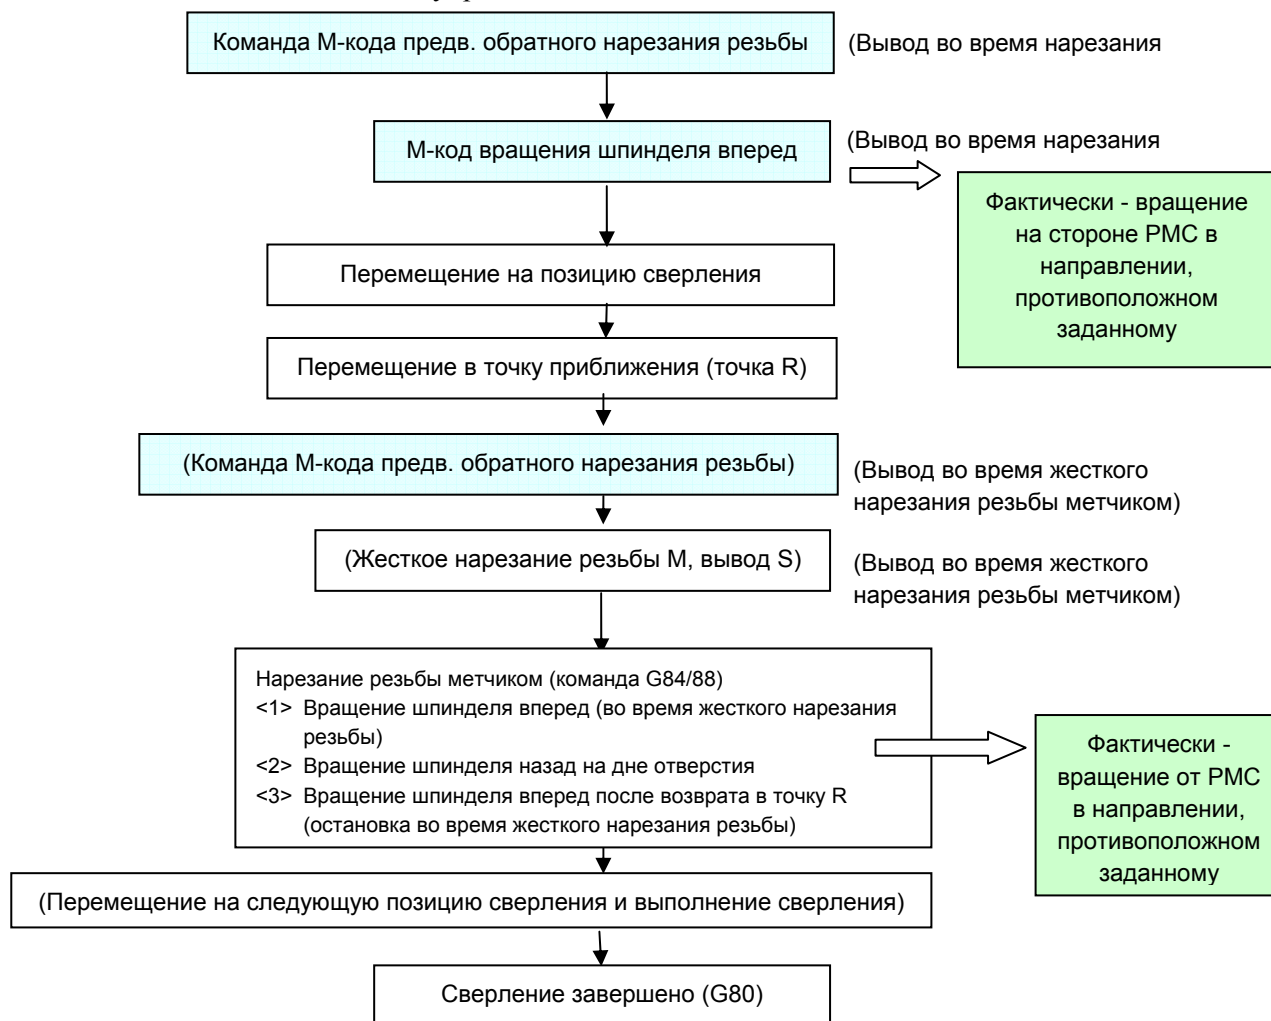 Команда М-кода предв. обратного нарезания резьбы
(Вывод во время нарезания
М-код вращения шпинделя вперед
(Вывод во время нарезания
Фактически - вращение
на стороне PMC в
направлении,
противоположном
заданному
Перемещение на позицию сверления
Перемещение в точку приближения (точка R)
(Команда М-кода предв. обратного нарезания резьбы)
(Вывод во время жесткого
нарезания резьбы метчиком)
(Жесткое нарезание резьбы M, вывод S)
(Вывод во время жесткого
нарезания резьбы метчиком)
Нарезание резьбы метчиком (команда G84/88)
<1> Вращение шпинделя вперед (во время жесткого нарезания
резьбы)
<2> Вращение шпинделя назад на дне отверстия
<3> Вращение шпинделя вперед после возврата в точку R
(остановка во время жесткого нарезания резьбы)
Фактически -
вращение от PMC
в направлении,
противоположном
заданному
(Перемещение на следующую позицию сверления и выполнение сверления)
Сверление завершено (G80)